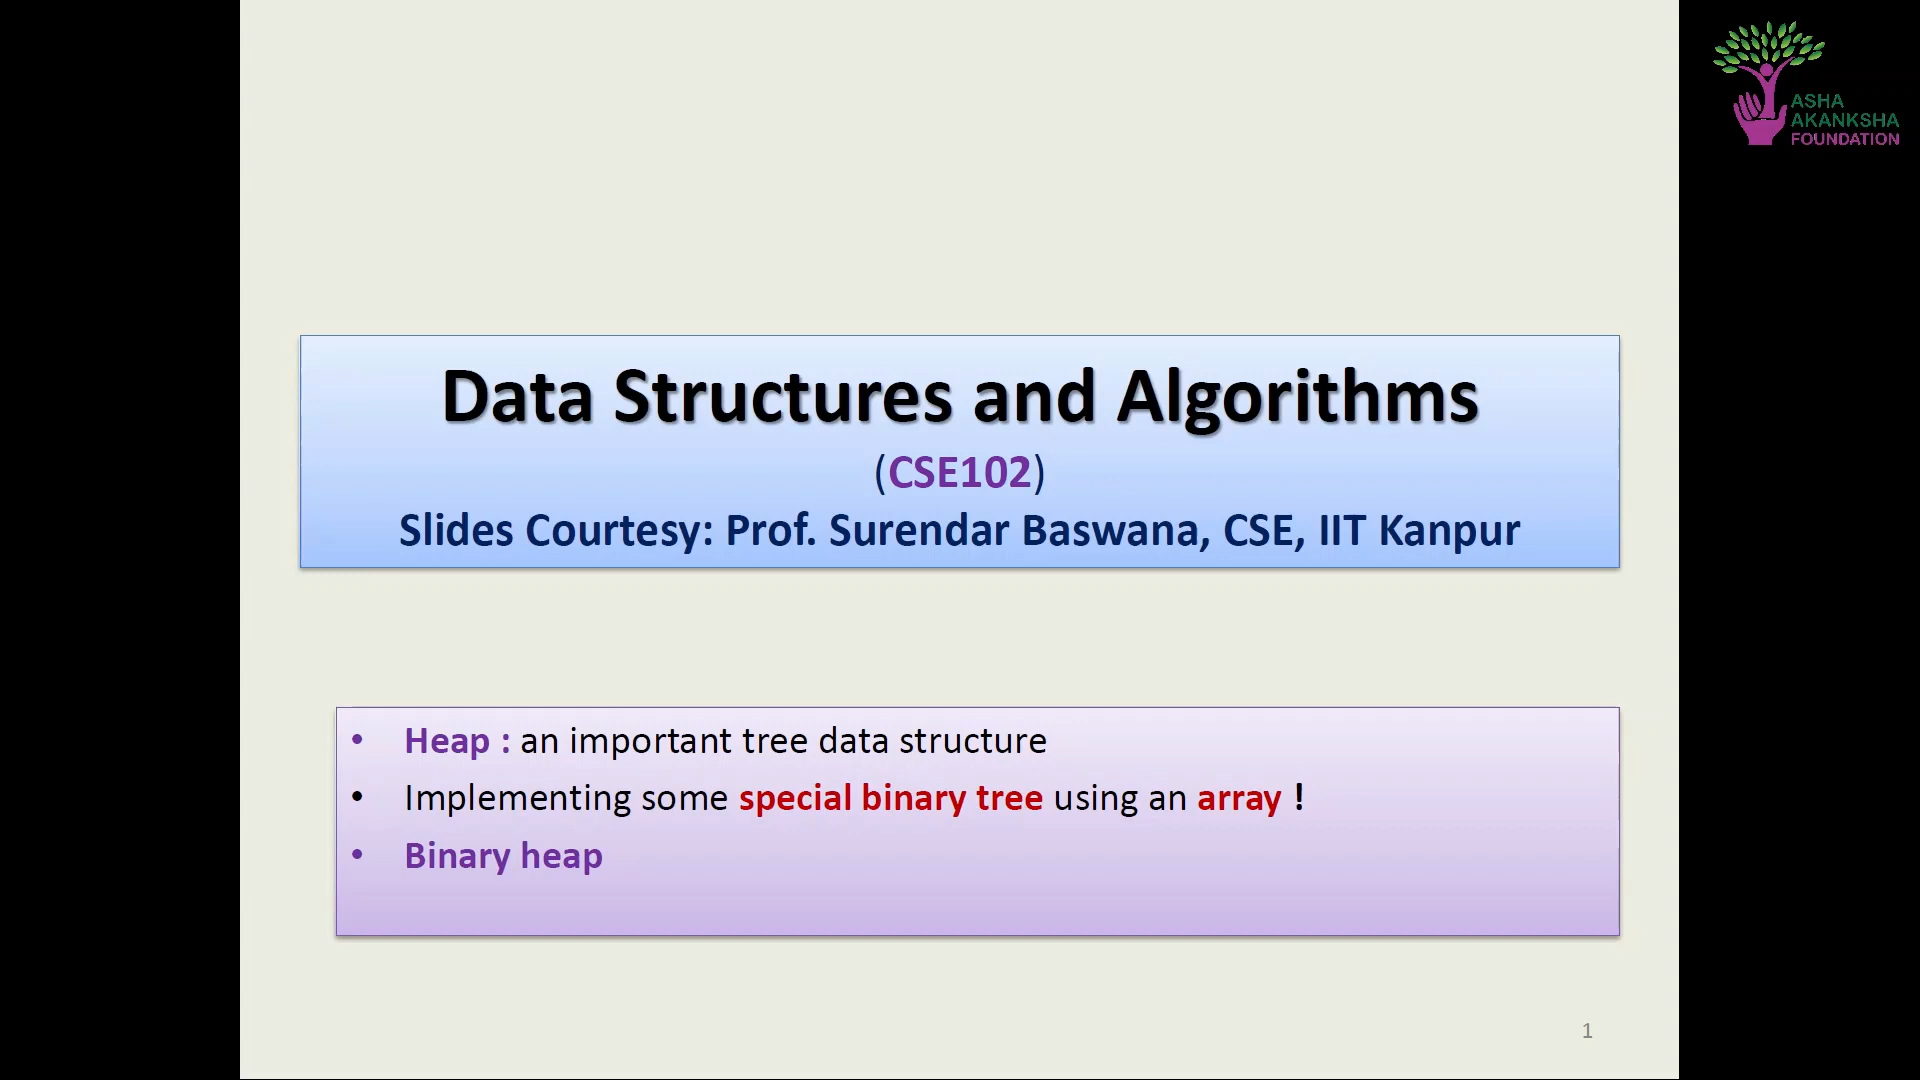 ASHA
AKANKSHA
FOUNDATION
Data Structures and Algorithms
(CSE102)
Slides Courtesy: Prof. Surendar Baswana, CSE, IIT Kanpur
• Heap : an important tree data structure
• Implementing some special binary tree using an array !
• Binary heap
1